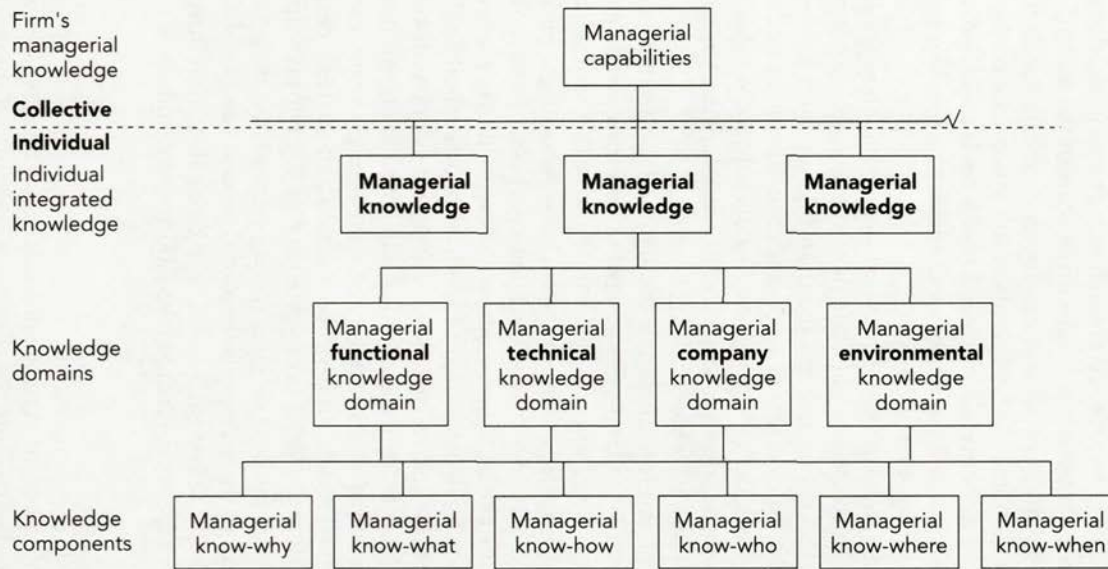 Firm's
managerial
knowledge
Managerial
capabilities
Collective
Individual
Individual
integrated
knowledge
Managerial
knowledge
Managerial
knowledge
Managerial
knowledge
Knowledge
domains
Managerial
functional
knowledge
domain
Managerial
technical
knowledge
domain
Managerial
company
knowledge
domain
Managerial
environmental
knowledge
domain
Knowledge
components
Managerial
know-why
Managerial
know-what
Managerial
know-how
Managerial
know-who
Managerial
know-where
Managerial
know-when